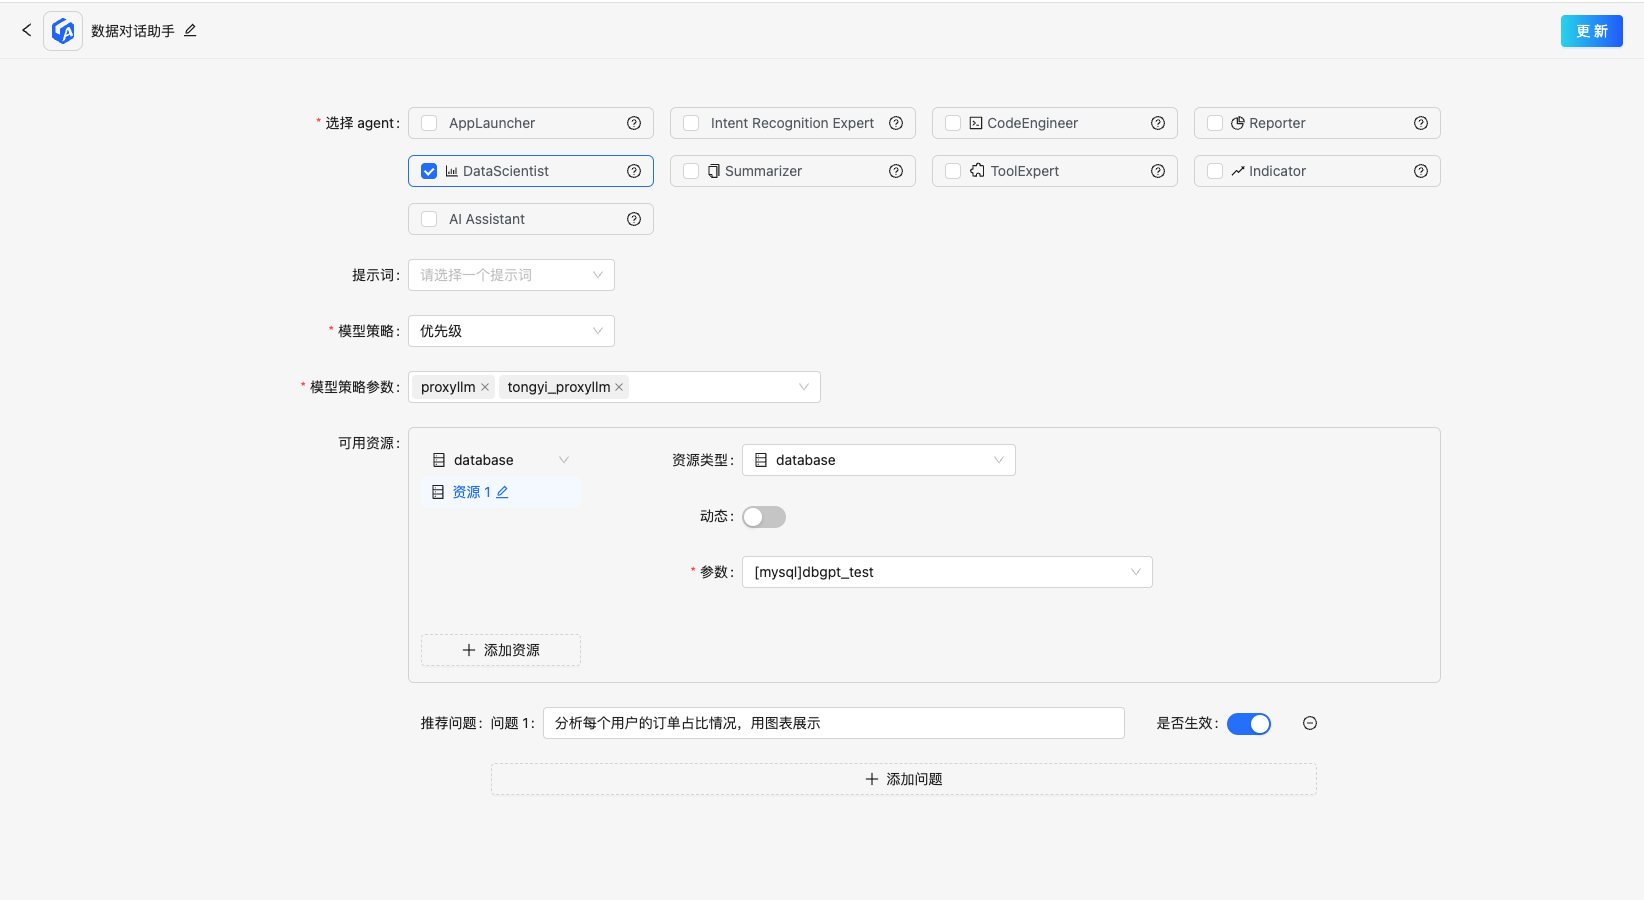 数据对话助手
更 新
* 选择 agent:
AppLauncher
Intent Recognition Expert
CodeEngineer
Reporter
DataScientist
Summarizer
ToolExpert
Indicator
AI Assistant
提示词: 请选择一个提示词
* 模型策略: 优先级
* 模型策略参数: proxyllm tongyi_proxyllm
可用资源:
database
资源 1
资源类型: database
动态:
* 参数: [mysql]dbgpt_test
添加资源
推荐问题: 问题 1: 分析每个用户的订单占比情况，用图表展示 是否生效:
添加问题